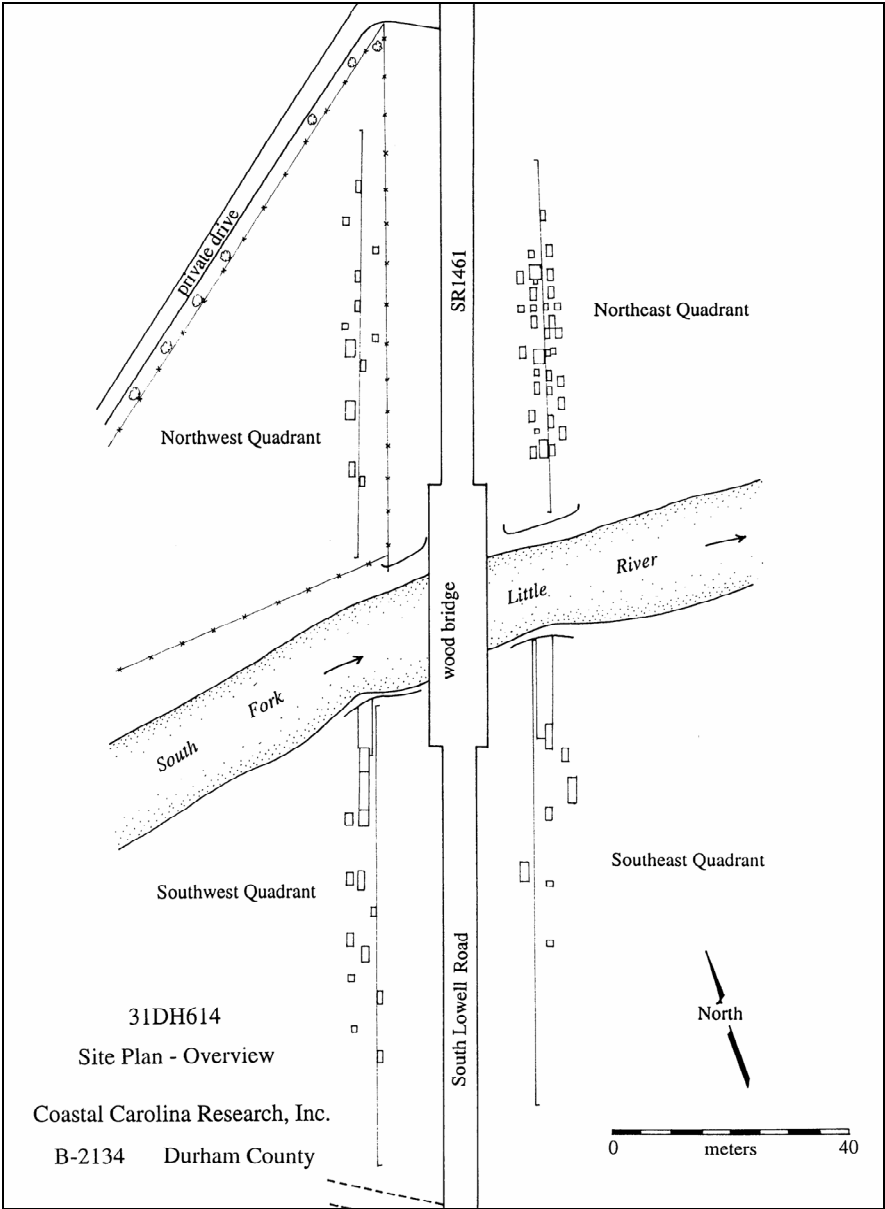 private drive
SR1461
Northeast Quadrant
Northwest Quadrant
wood bridge
South Fork Little River
Southeast Quadrant
Southwest Quadrant
South Lowell Road
North
31DH614
Site Plan - Overview
Coastal Carolina Research, Inc.
B-2134 Durham County
0 meters 40